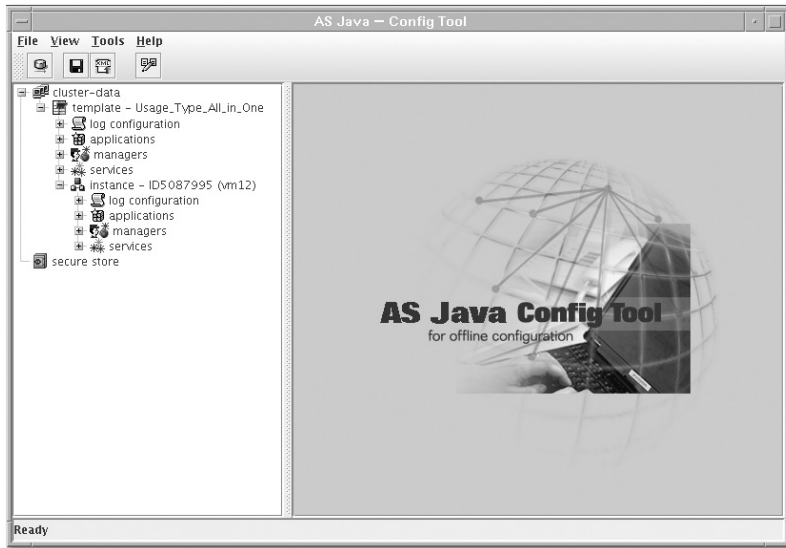 AS Java – Config Tool
File View Tools Help
cluster-data
template – Usage_Type_All_in_One
log configuration
applications
managers
services
instance – ID5087995 (vm12)
log configuration
applications
managers
services
secure store
AS Java Config Tool
for offline configuration
Ready